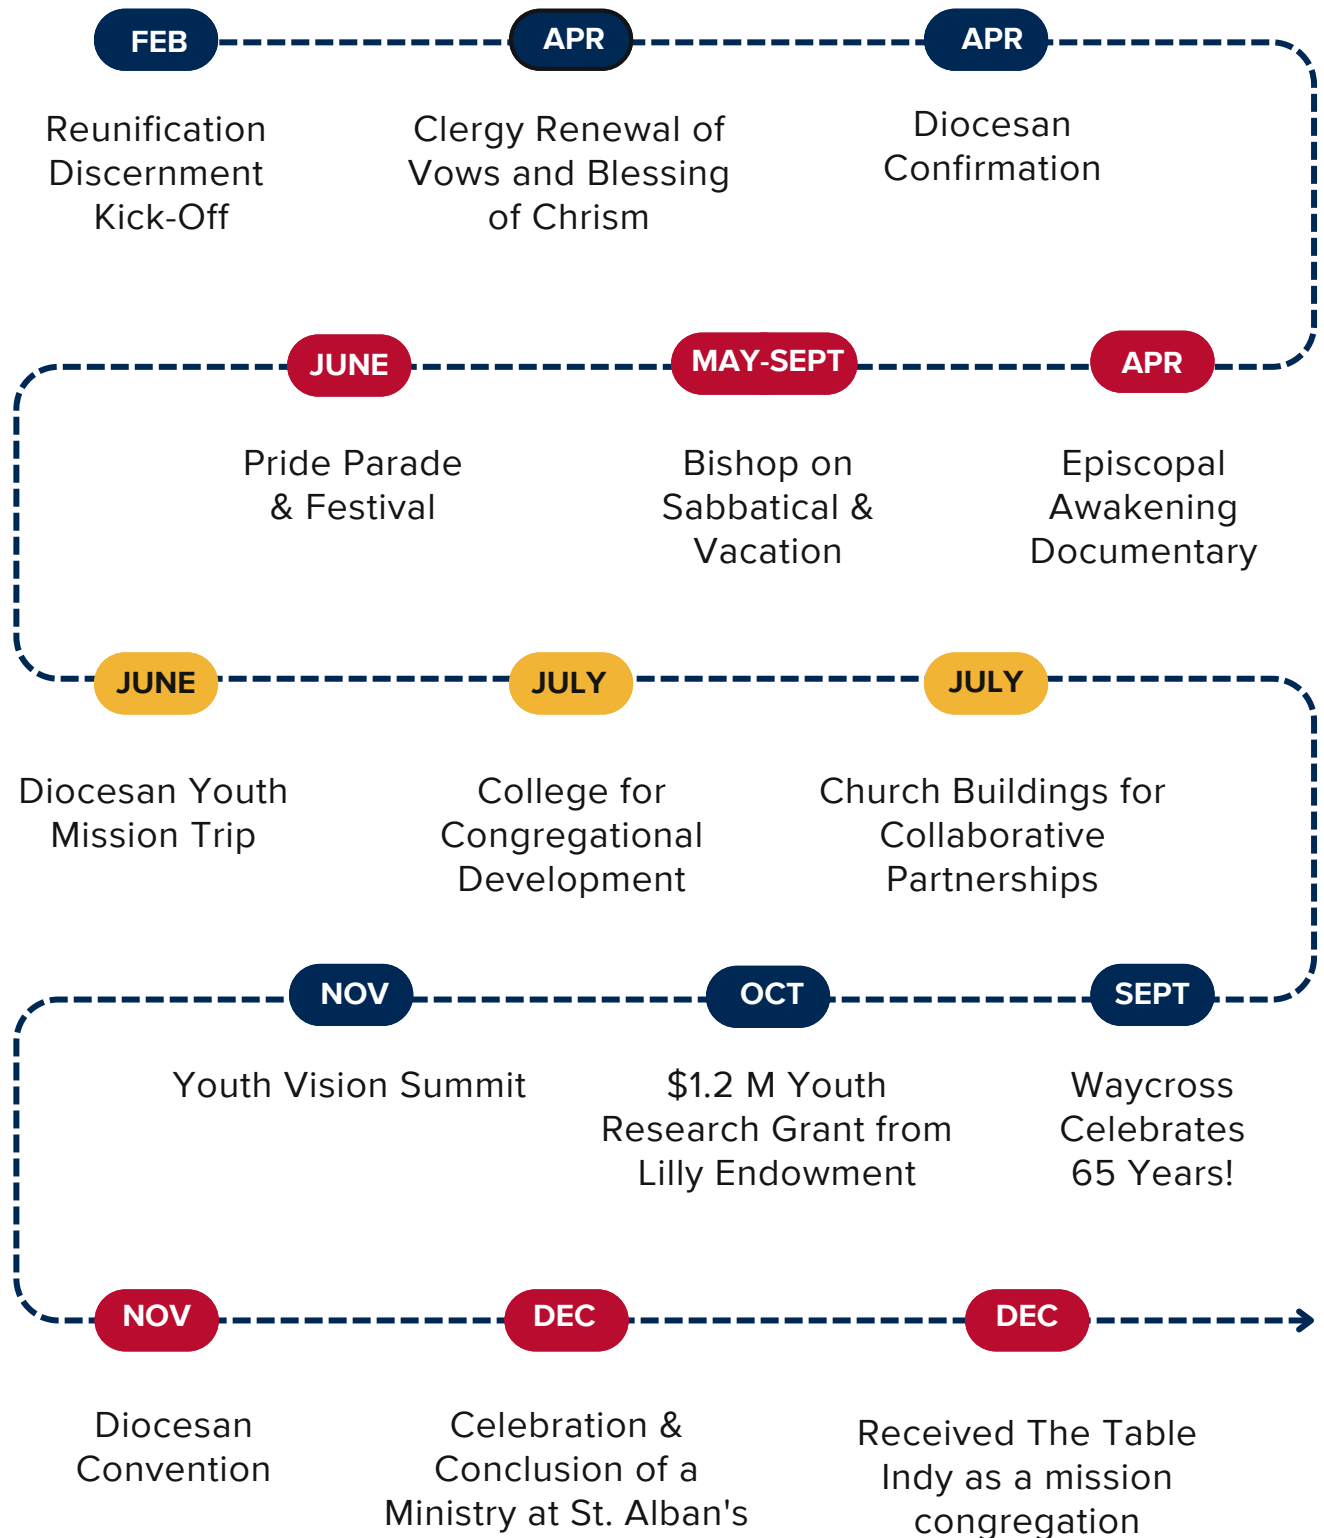 FEB
Reunification
Discernment
Kick-Off
APR
Clergy Renewal of
Vows and Blessing
of Chrism
APR
Diocesan
Confirmation
APR
Episcopal
Awakening
Documentary
MAY-SEPT
Bishop on
Sabbatical &
Vacation
JUNE
Pride Parade
& Festival
JUNE
Diocesan Youth
Mission Trip
JULY
College for
Congregational
Development
JULY
Church Buildings for
Collaborative
Partnerships
SEPT
Waycross
Celebrates
65 Years!
OCT
$1.2 M Youth
Research Grant from
Lilly Endowment
NOV
Youth Vision Summit
NOV
Diocesan
Convention
DEC
Celebration &
Conclusion of a
Ministry at St. Alban's
DEC
Received The Table
Indy as a mission
congregation